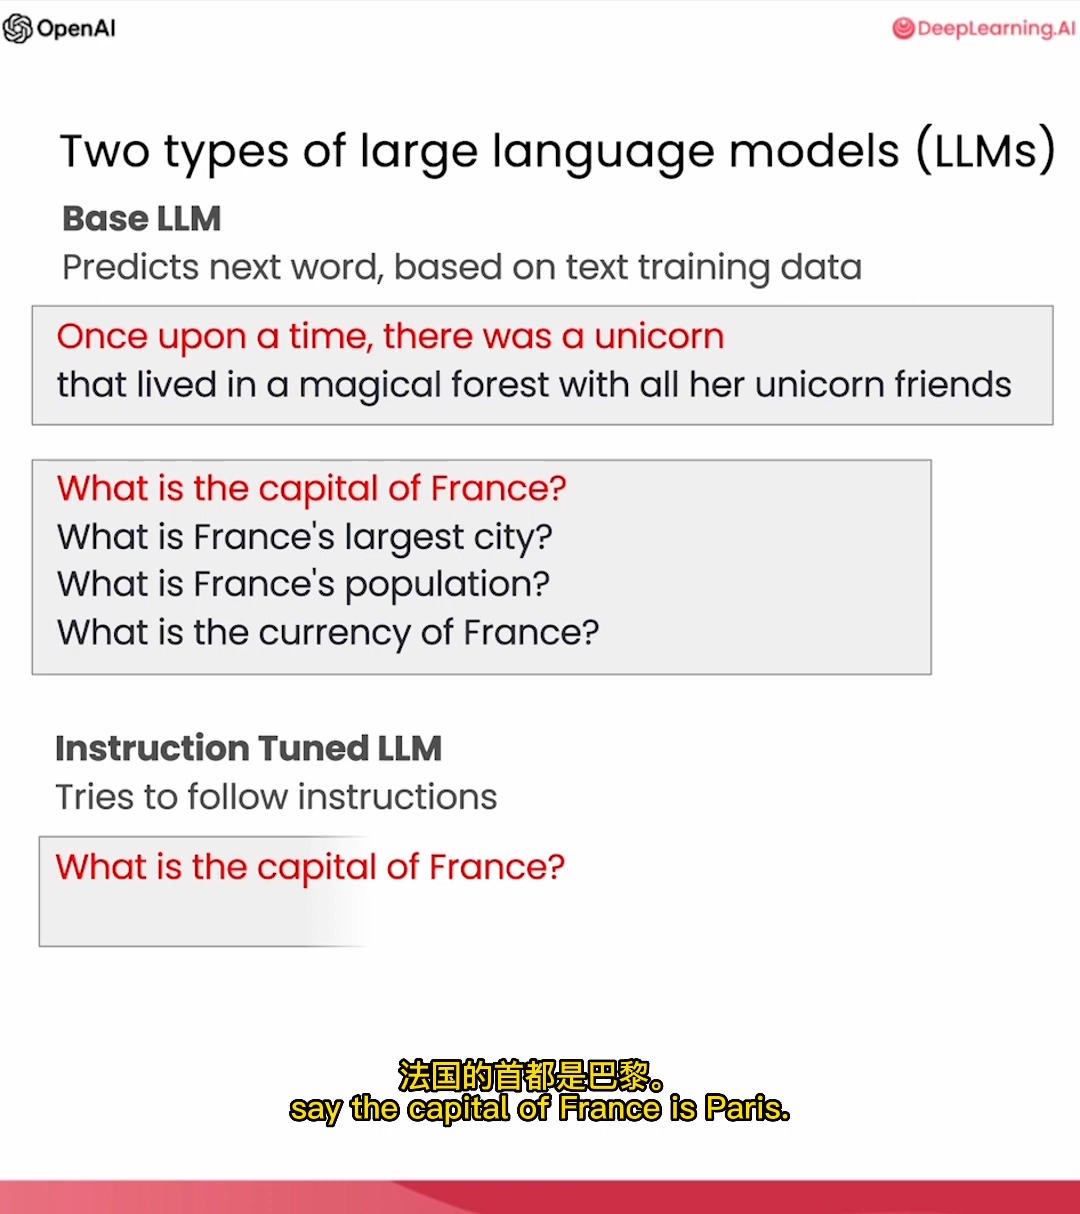 OpenAI
DeepLearning.AI
Two types of large language models (LLMs)
Base LLM
Predicts next word, based on text training data
Once upon a time, there was a unicorn
that lived in a magical forest with all her unicorn friends
What is the capital of France?
What is France's largest city?
What is France's population?
What is the currency of France?
Instruction Tuned LLM
Tries to follow instructions
What is the capital of France?
法国的首都是巴黎。
say the capital of France is Paris.